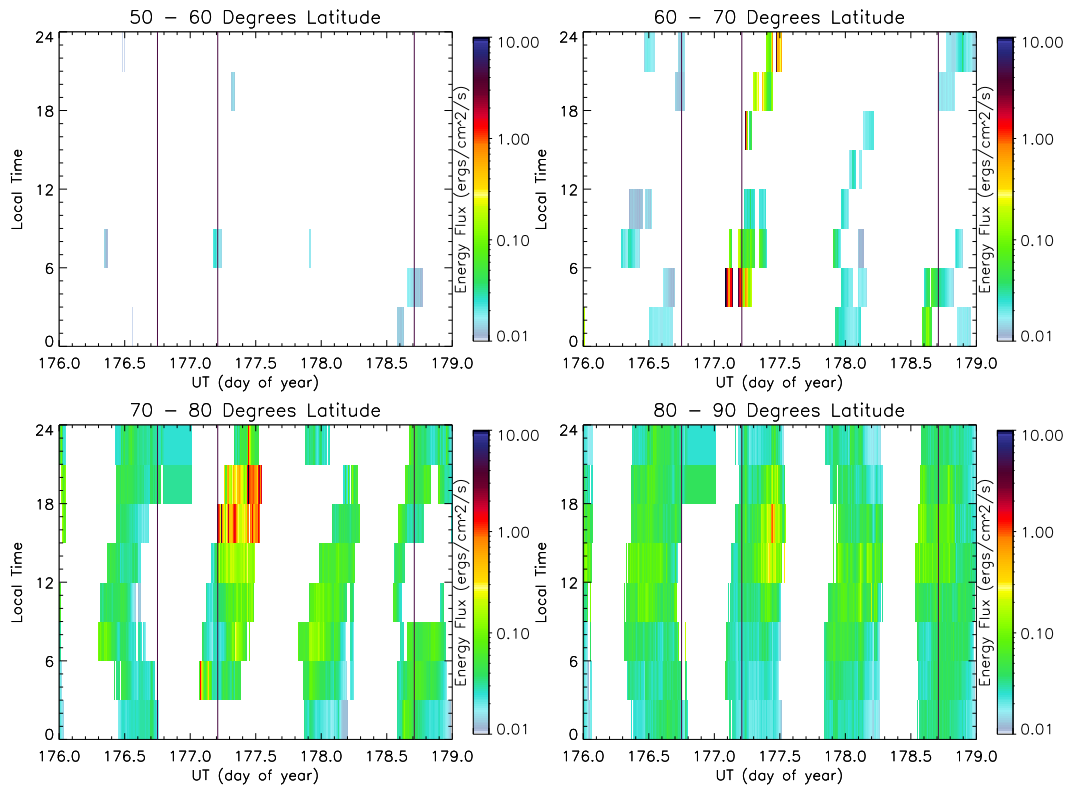 50 - 60 Degrees Latitude
60 - 70 Degrees Latitude
24
18
12
6
0
Local Time
176.0 176.5 177.0 177.5 178.0 178.5 179.0
UT (day of year)
10.00
1.00
0.10
0.01
Energy Flux (ergs/cm^2/s)
24
18
12
6
0
Local Time
176.0 176.5 177.0 177.5 178.0 178.5 179.0
UT (day of year)
10.00
1.00
0.10
0.01
Energy Flux (ergs/cm^2/s)
70 - 80 Degrees Latitude
80 - 90 Degrees Latitude
24
18
12
6
0
Local Time
176.0 176.5 177.0 177.5 178.0 178.5 179.0
UT (day of year)
10.00
1.00
0.10
0.01
Energy Flux (ergs/cm^2/s)
24
18
12
6
0
Local Time
176.0 176.5 177.0 177.5 178.0 178.5 179.0
UT (day of year)
10.00
1.00
0.10
0.01
Energy Flux (ergs/cm^2/s)